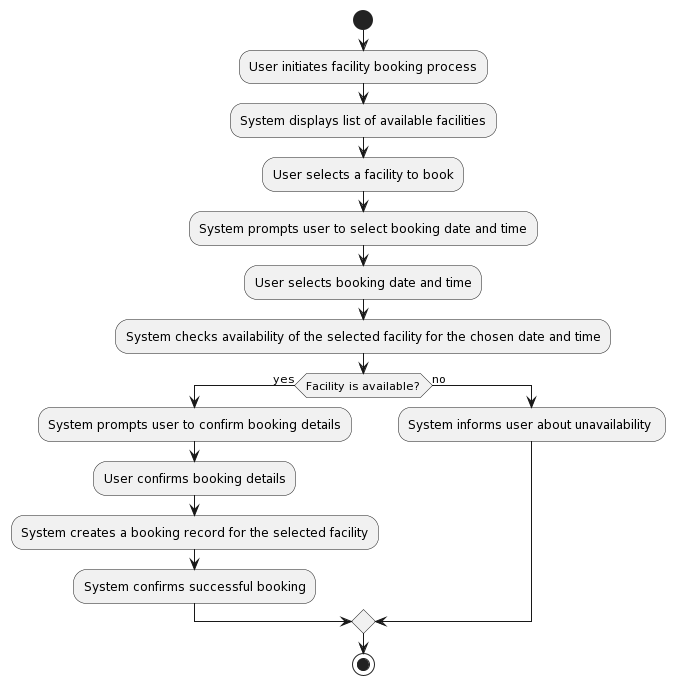 User initiates facility booking process
System displays list of available facilities
User selects a facility to book
System prompts user to select booking date and time
User selects booking date and time
System checks availability of the selected facility for the chosen date and time
yes
Facility is available?
no
System prompts user to confirm booking details
System informs user about unavailability
User confirms booking details
System creates a booking record for the selected facility
System confirms successful booking